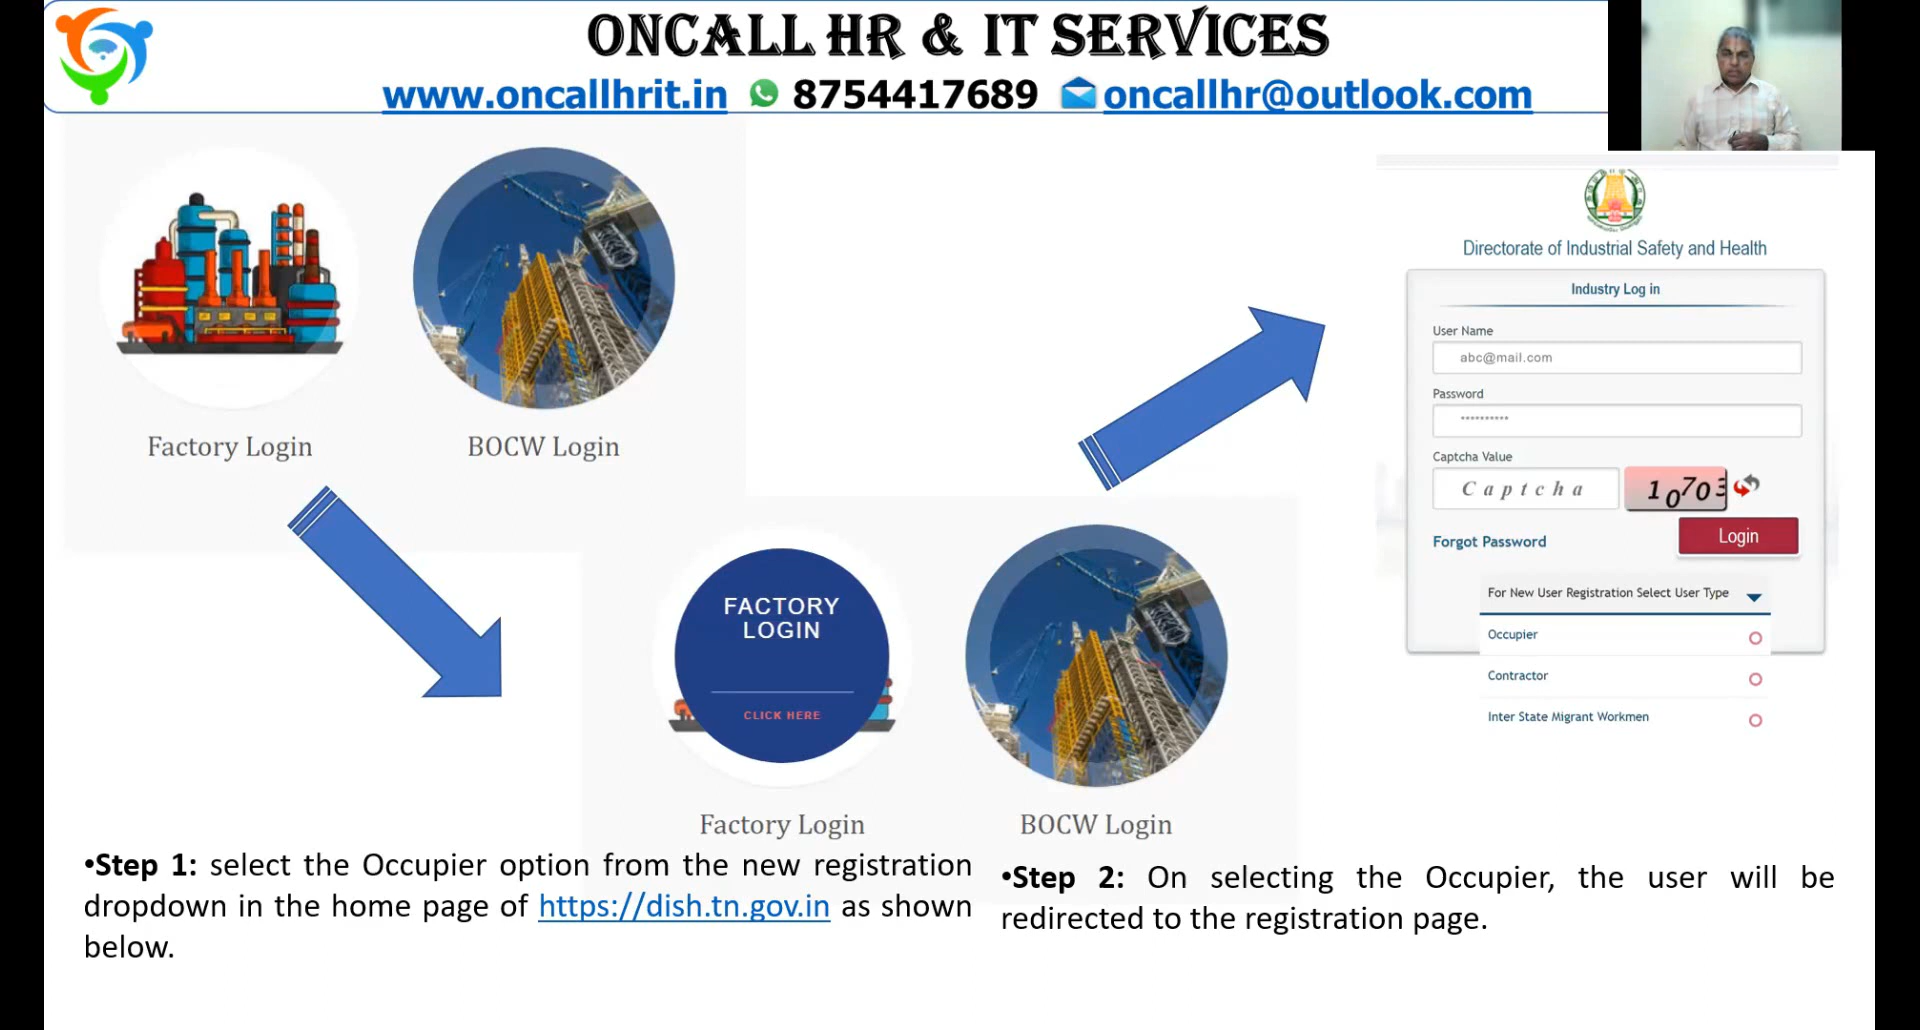 ONCALL HR & IT SERVICES
www.oncallhrit.in 8754417689 oncallhr@outlook.com
Factory Login
BOCW Login
Directorate of Industrial Safety and Health
Industry Log in
User Name
abc@mail.com
Password
**********
Captcha Value
Captcha
10703
Forgot Password
Login
For New User Registration Select User Type
Occupier
Contractor
Inter State Migrant Workmen
FACTORY
LOGIN
CLICK HERE
Factory Login
BOCW Login
•Step 1: select the Occupier option from the new registration
dropdown in the home page of https://dish.tn.gov.in as shown
below.
•Step 2: On selecting the Occupier, the user will be
redirected to the registration page.